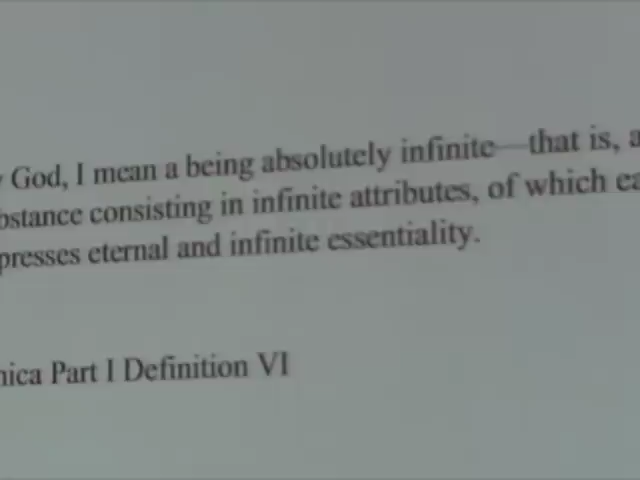 God, I mean a being absolutely infinite—that is, a
bstance consisting in infinite attributes, of which ea
presses eternal and infinite essentiality.
nica Part I Definition VI